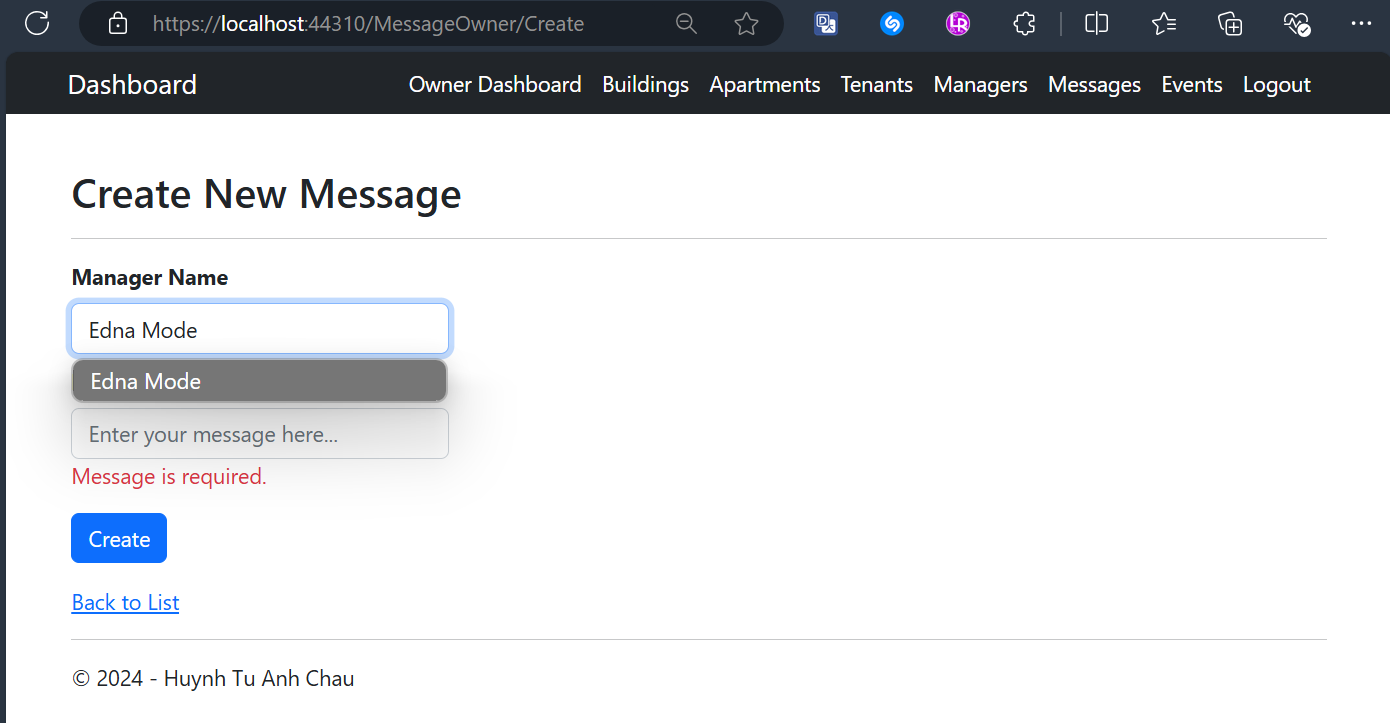 https://localhost:44310/MessageOwner/Create
Dashboard Owner Dashboard Buildings Apartments Tenants Managers Messages Events Logout
Create New Message
Manager Name
Edna Mode
Edna Mode
Enter your message here...
Message is required.
Create
Back to List
© 2024 - Huynh Tu Anh Chau